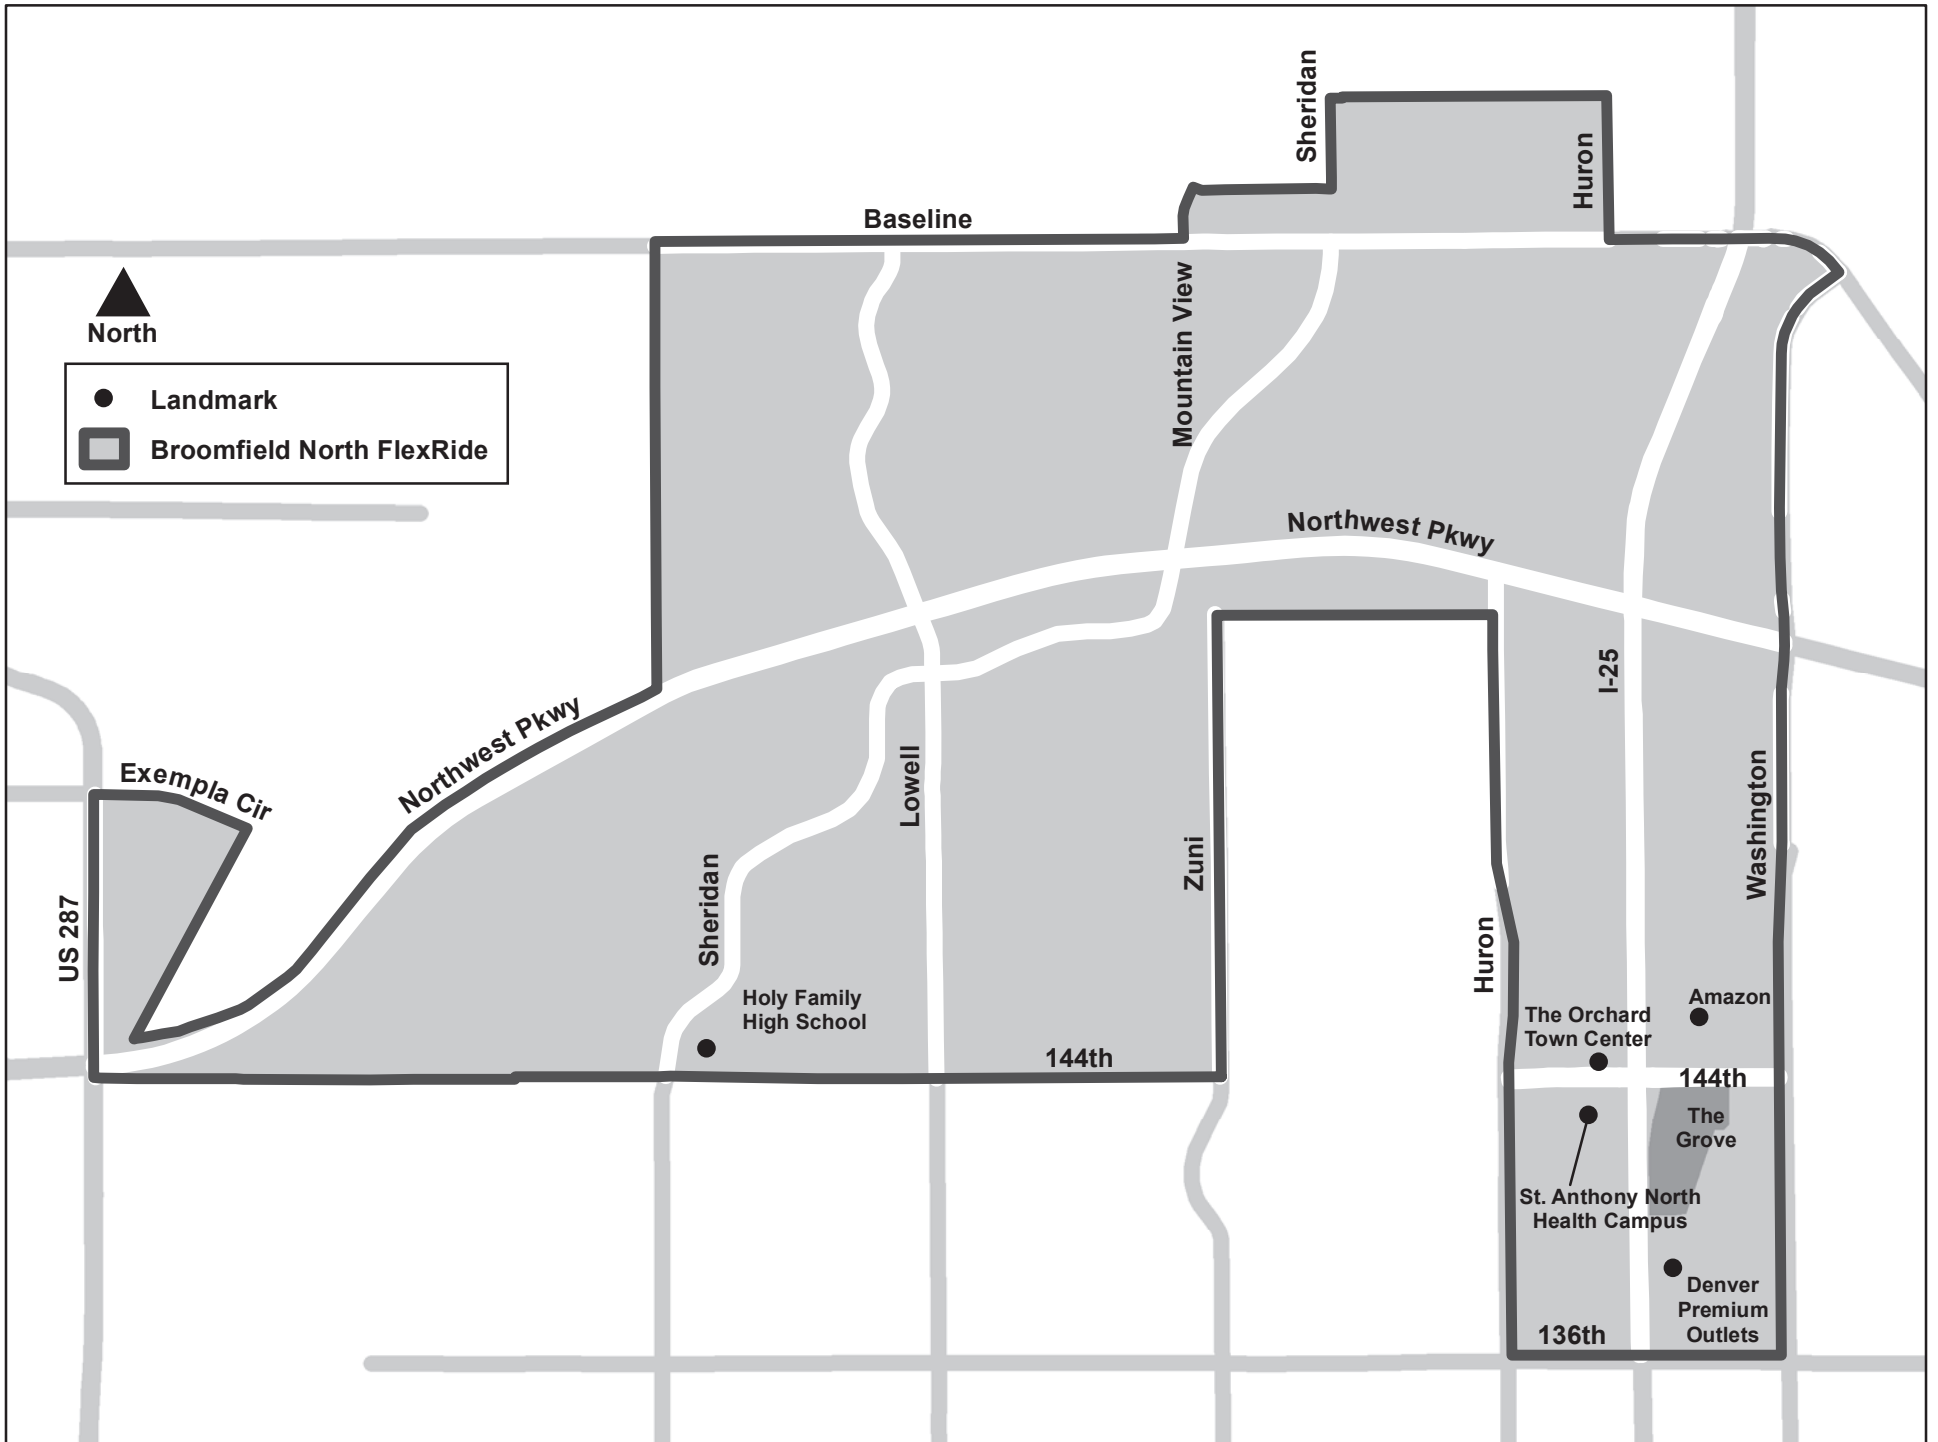 Sheridan
Huron
Baseline
Mountain View
North
Landmark
Broomfield North FlexRide
Northwest Pkwy
I-25
Northwest Pkwy
Exempla Cir
Lowell
Washington
Zuni
Sheridan
US 287
Huron
Holy Family
High School
Amazon
The Orchard
Town Center
144th
144th
The
Grove
St. Anthony North
Health Campus
Denver
Premium
Outlets
136th